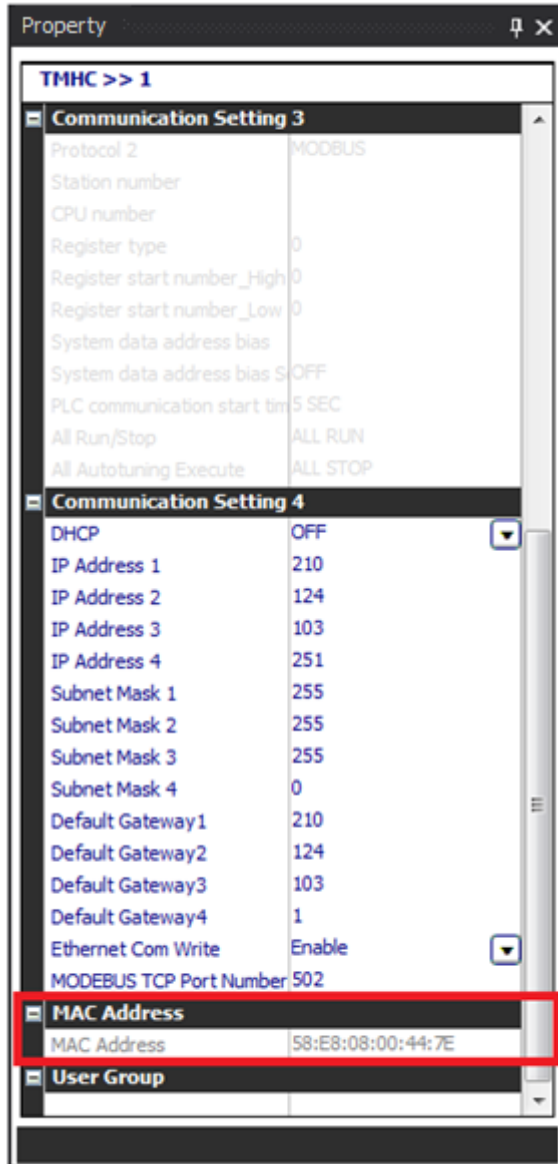 Property
TMHC >> 1
Communication Setting 3
Protocol 2 MODBUS
Station number
CPU number
Register type 0
Register start number_High 0
Register start number_Low 0
System data address bias
System data address bias S OFF
PLC communication start tim 5 SEC
All Run/Stop ALL RUN
All Autotuning Execute ALL STOP
Communication Setting 4
DHCP OFF
IP Address 1 210
IP Address 2 124
IP Address 3 103
IP Address 4 251
Subnet Mask 1 255
Subnet Mask 2 255
Subnet Mask 3 255
Subnet Mask 4 0
Default Gateway1 210
Default Gateway2 124
Default Gateway3 103
Default Gateway4 1
Ethernet Com Write Enable
MODEBUS TCP Port Number 502
MAC Address
MAC Address 58:E8:08:00:44:7E
User Group